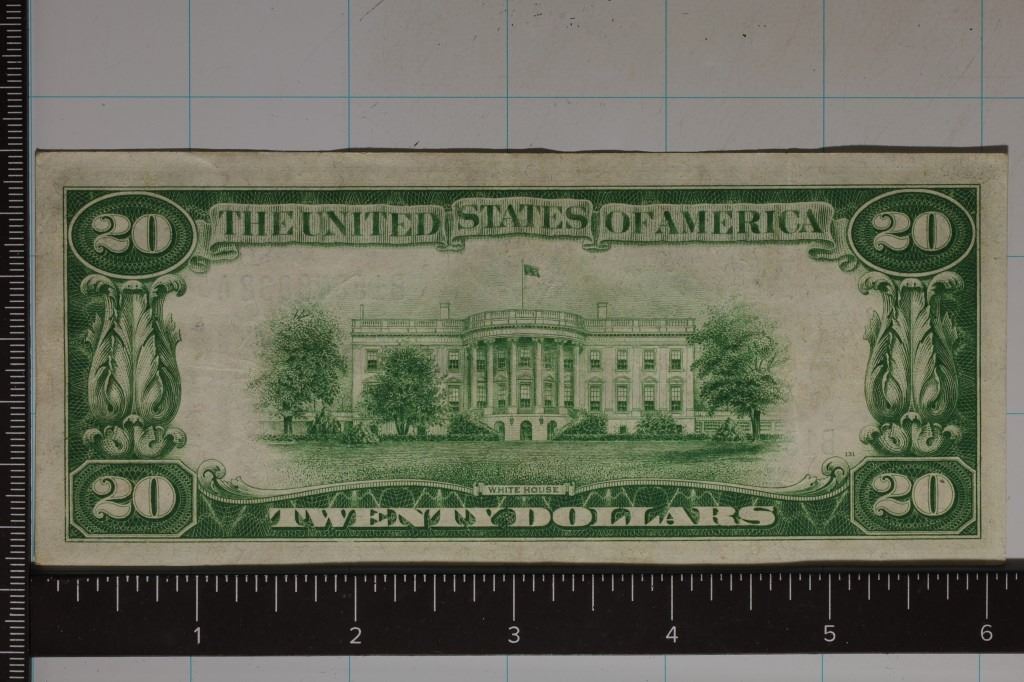 20 THE UNITED STATES OF AMERICA 20
131
WHITE HOUSE
20 TWENTY DOLLARS 20
1 2 3 4 5 6